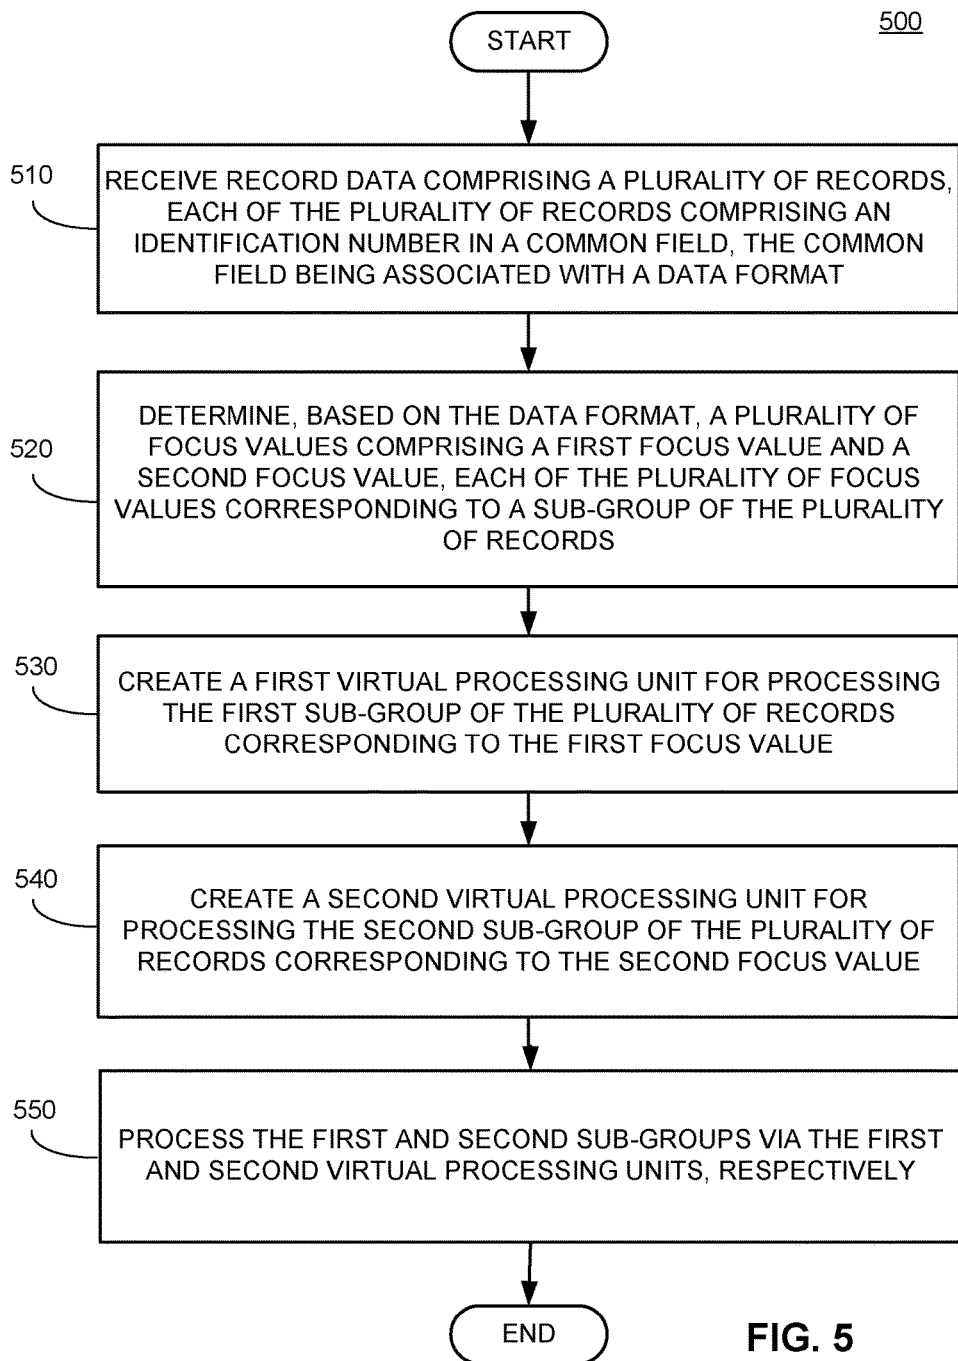 500
START
510
RECEIVE RECORD DATA COMPRISING A PLURALITY OF RECORDS,
EACH OF THE PLURALITY OF RECORDS COMPRISING AN
IDENTIFICATION NUMBER IN A COMMON FIELD, THE COMMON
FIELD BEING ASSOCIATED WITH A DATA FORMAT
520
DETERMINE, BASED ON THE DATA FORMAT, A PLURALITY OF
FOCUS VALUES COMPRISING A FIRST FOCUS VALUE AND A
SECOND FOCUS VALUE, EACH OF THE PLURALITY OF FOCUS
VALUES CORRESPONDING TO A SUB-GROUP OF THE PLURALITY
OF RECORDS
530
CREATE A FIRST VIRTUAL PROCESSING UNIT FOR PROCESSING
THE FIRST SUB-GROUP OF THE PLURALITY OF RECORDS
CORRESPONDING TO THE FIRST FOCUS VALUE
540
CREATE A SECOND VIRTUAL PROCESSING UNIT FOR
PROCESSING THE SECOND SUB-GROUP OF THE PLURALITY OF
RECORDS CORRESPONDING TO THE SECOND FOCUS VALUE
550
PROCESS THE FIRST AND SECOND SUB-GROUPS VIA THE FIRST
AND SECOND VIRTUAL PROCESSING UNITS, RESPECTIVELY
END
FIG. 5